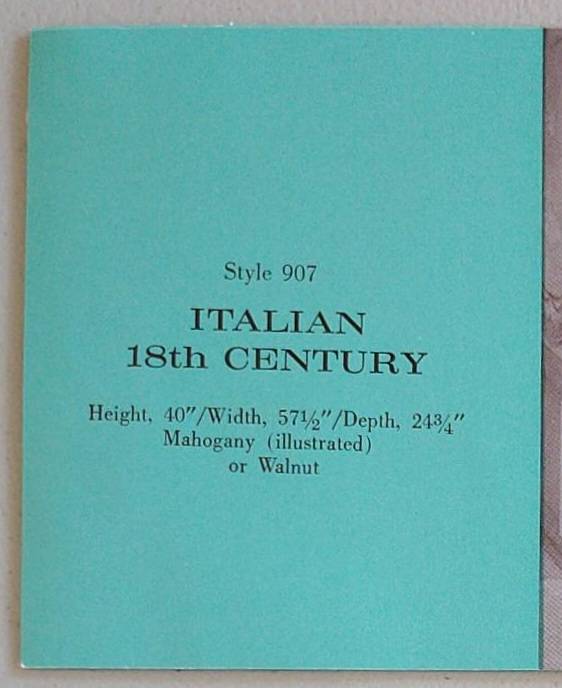 Style 907
ITALIAN
18th CENTURY
Height, 40″/Width, 57½″/Depth, 24¾″
Mahogany (illustrated)
or Walnut